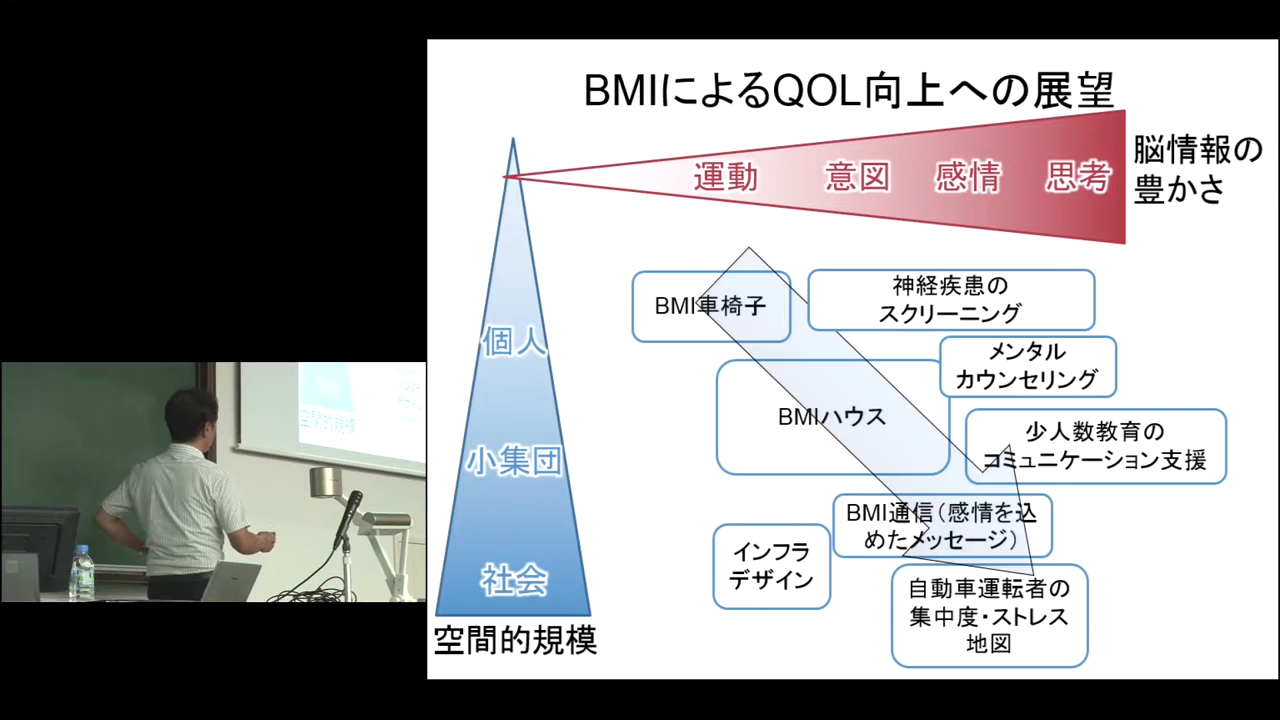 BMIによるQOL向上への展望
運動 意図 感情 思考
脳情報の
豊かさ
個人
小集団
社会
空間的規模
BMI車椅子
神経疾患の
スクリーニング
メンタル
カウンセリング
BMIハウス
少人数教育の
コミュニケーション支援
BMI通信（感情を込
めたメッセージ）
インフラ
デザイン
自動車運転者の
集中度・ストレス
地図
空間的規模